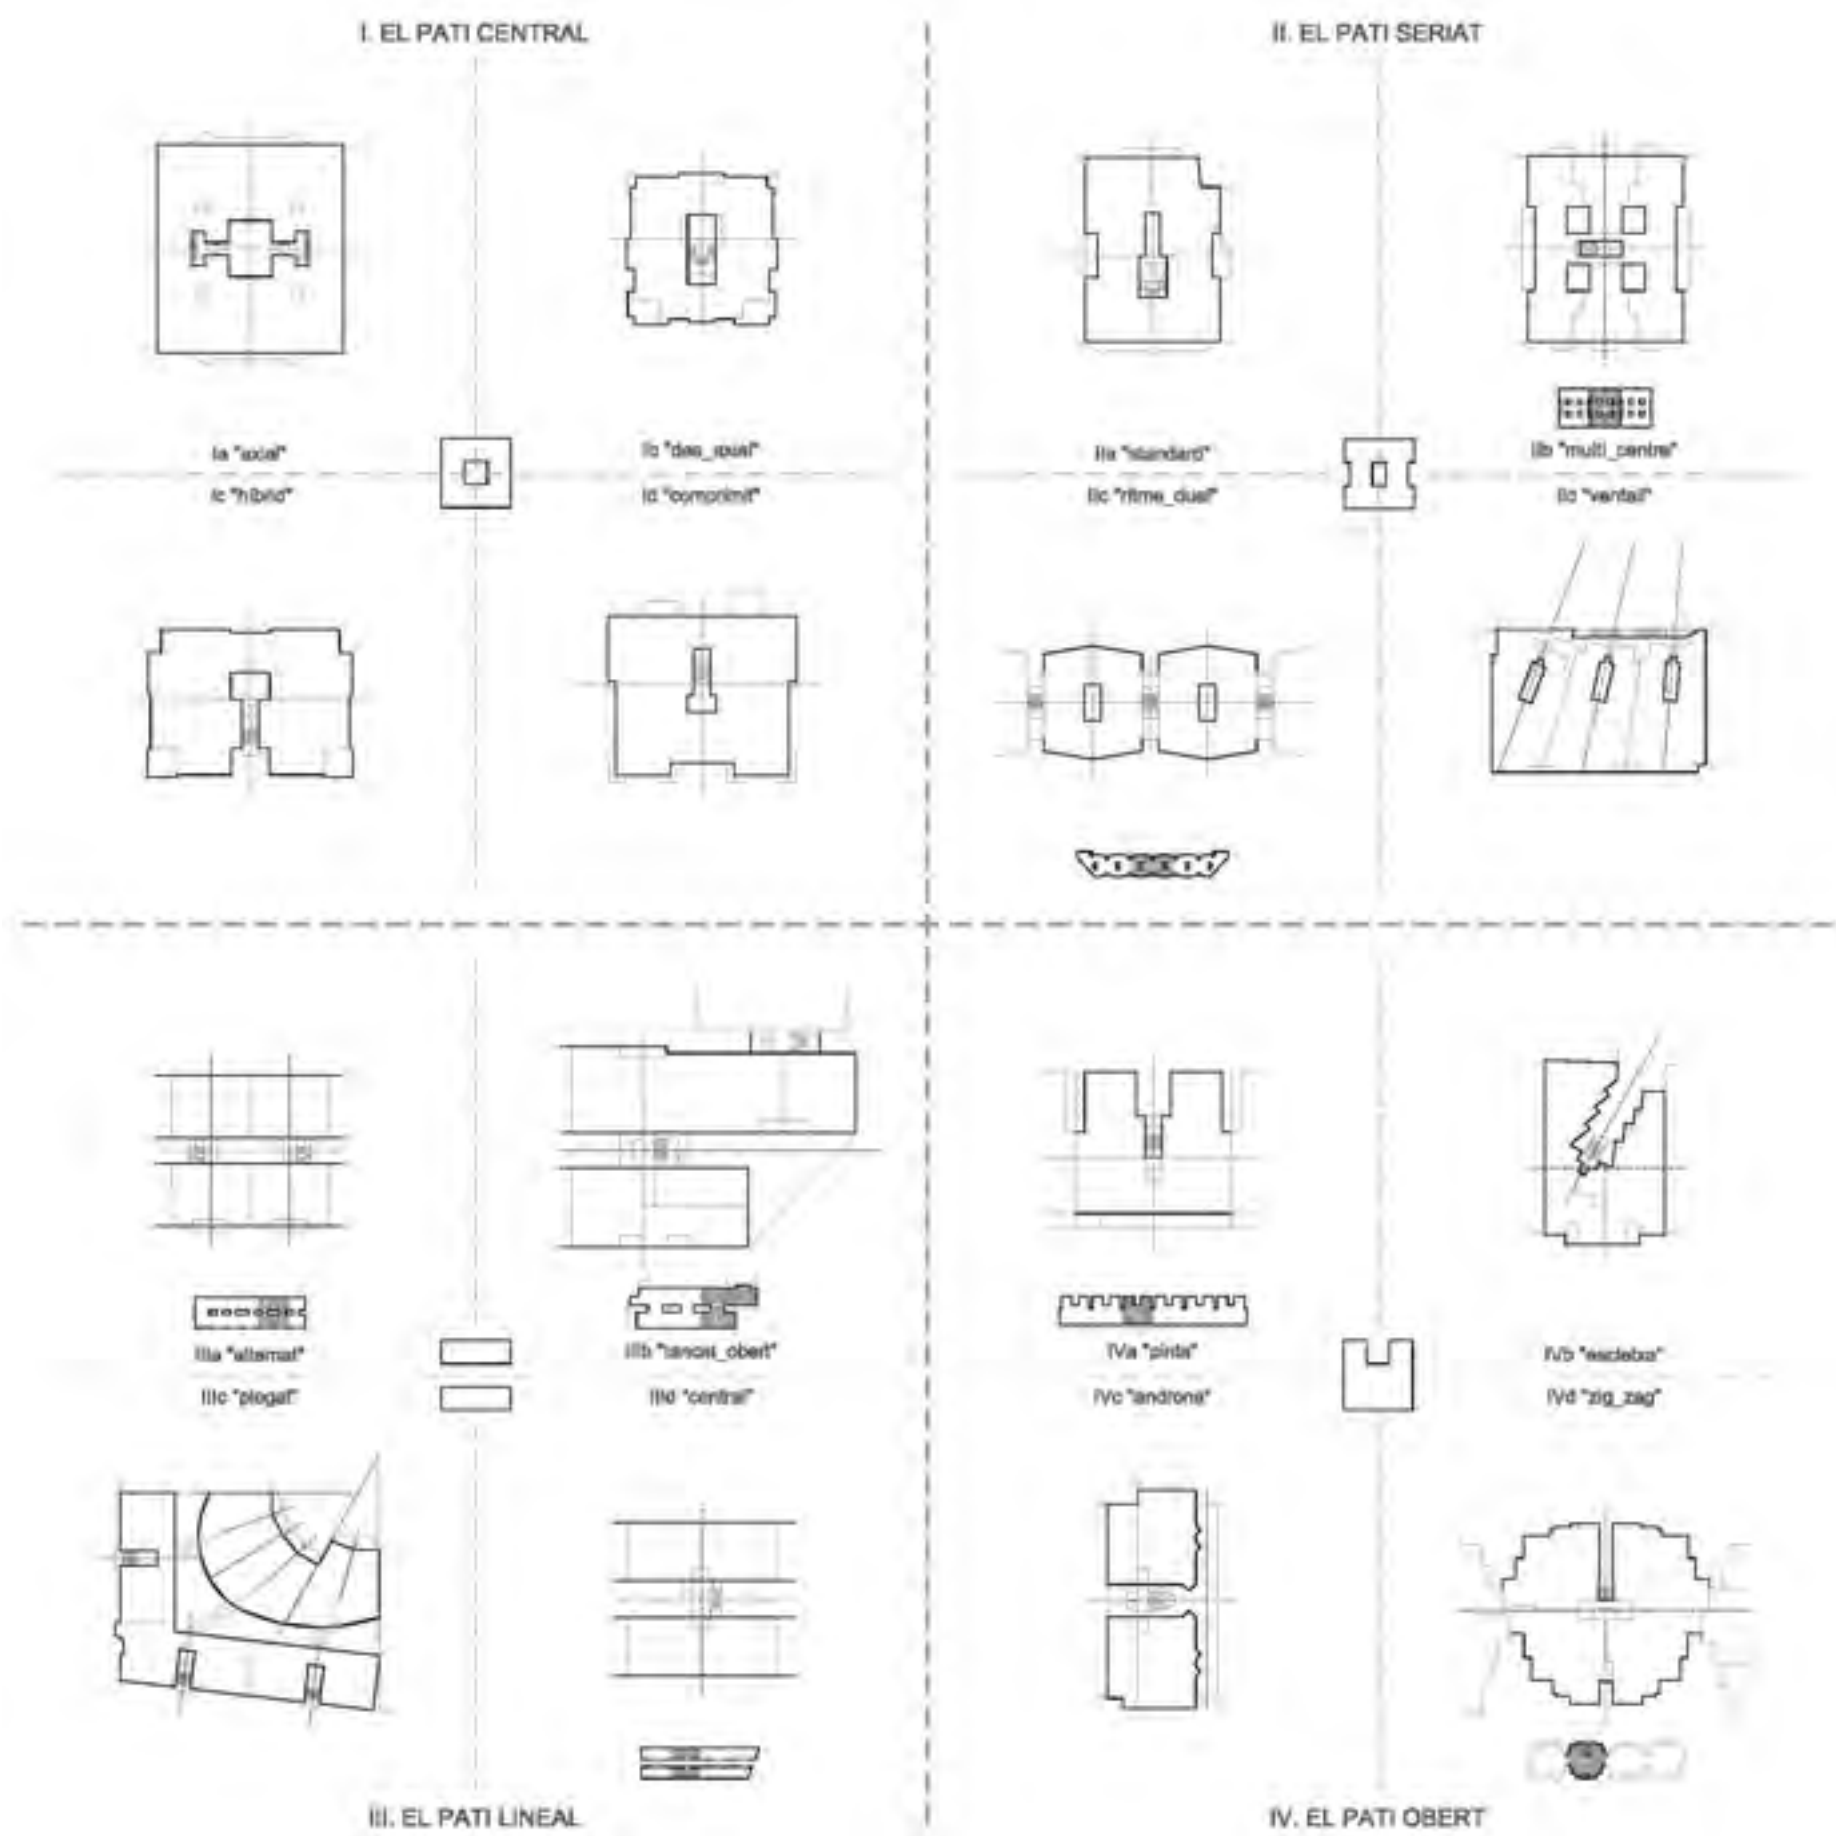 I. EL PATI CENTRAL
II. EL PATI SERIAT
Ia "axial"
Ib "des_axial"
Ic "híbrid"
Id "comprimit"
IIa "standard"
IIb "multi_centre"
IIc "ritme_dual"
IId "ventall"
IIIa "alternat"
IIIb "tancat_obert"
IIIc "plegat"
IIId "central"
IVa "pinta"
IVb "escletxa"
IVc "androna"
IVd "zig_zag"
III. EL PATI LINEAL
IV. EL PATI OBERT